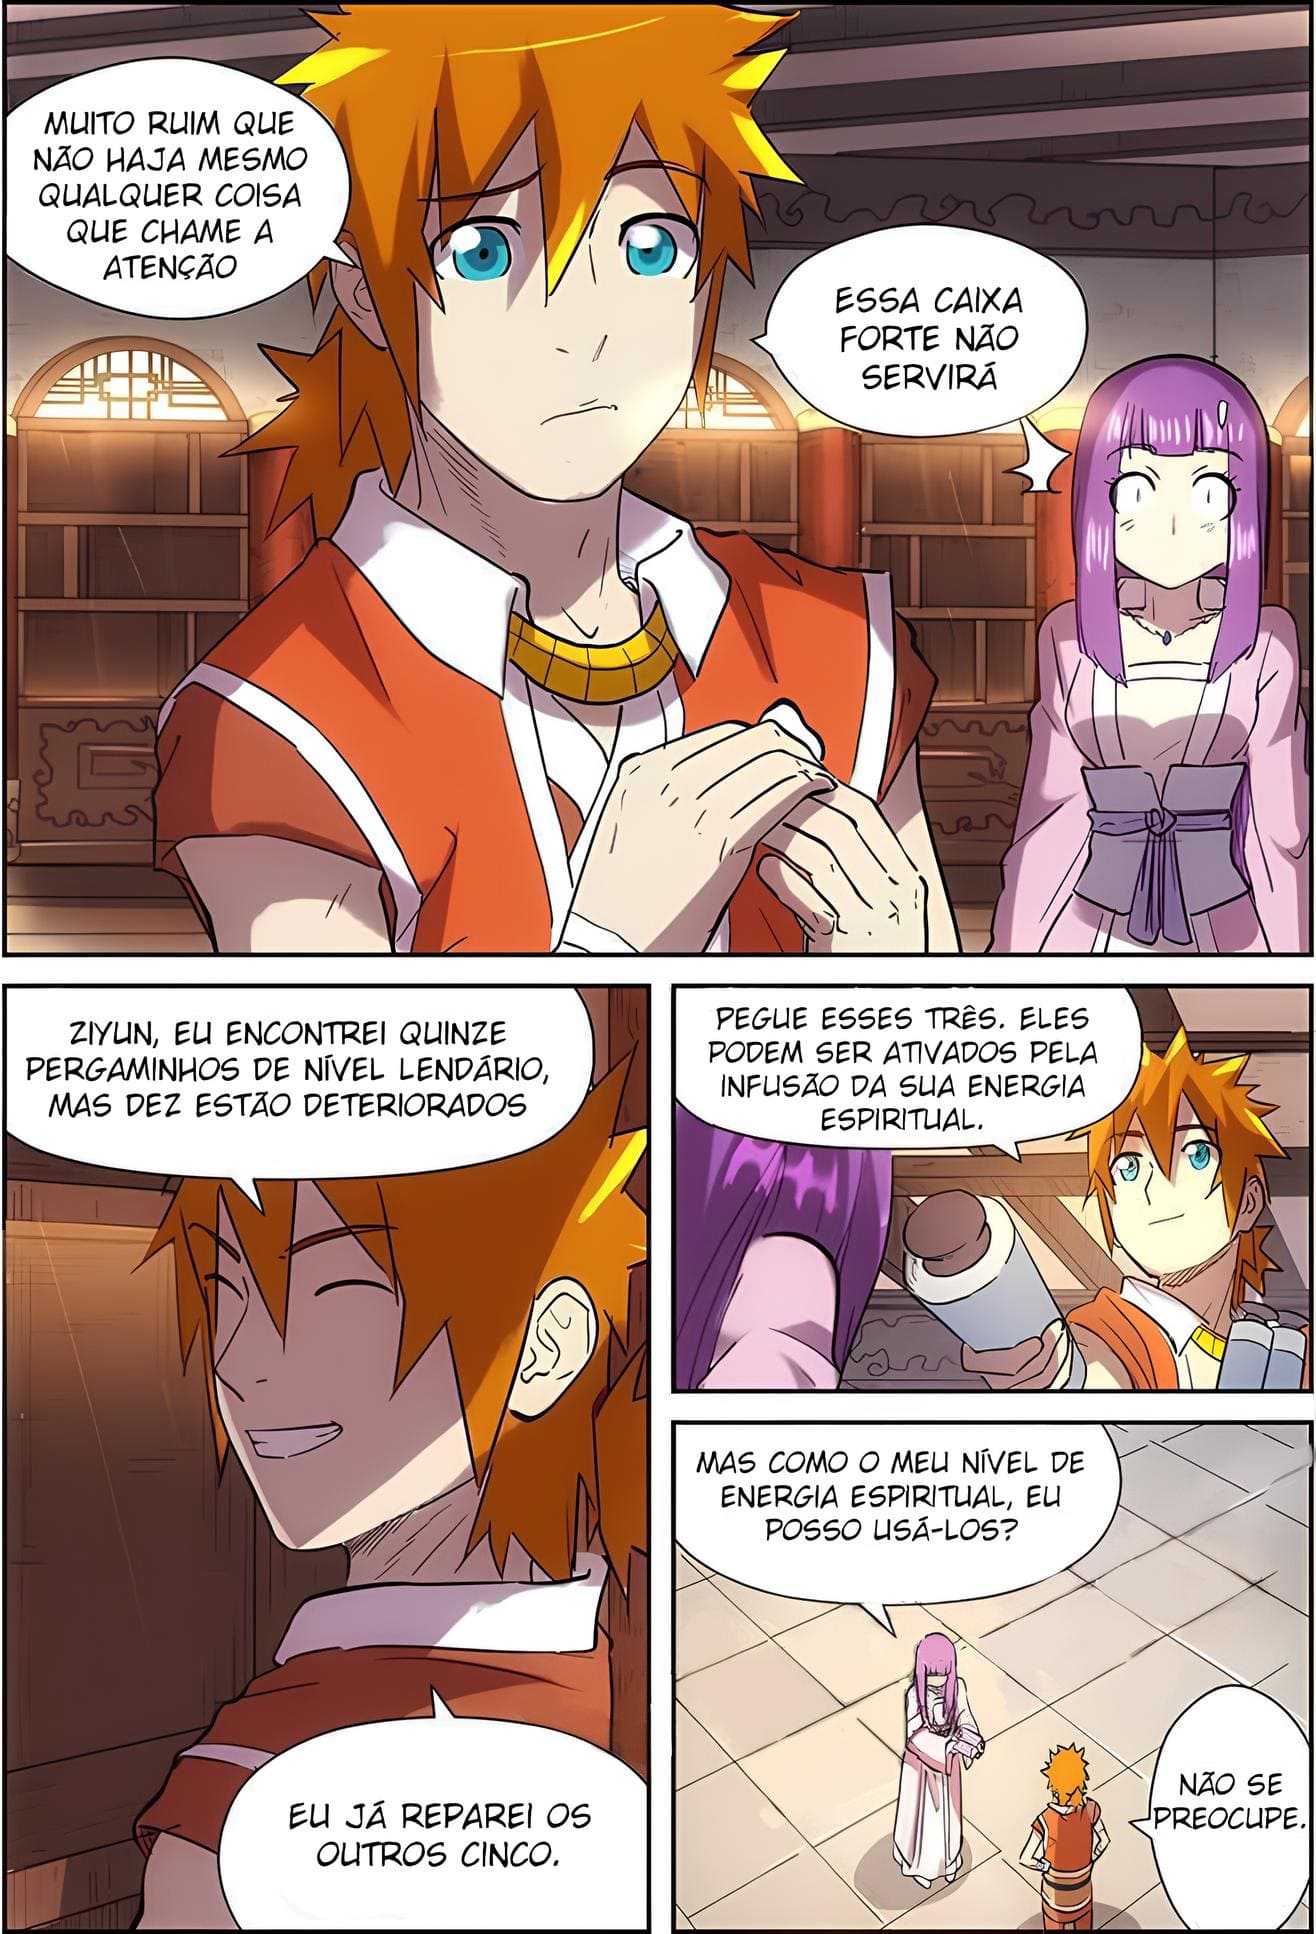 MUITO RUIM QUE
NÃO HAJA MESMO
QUALQUER COISA
QUE CHAME A
ATENÇÃO
ESSA CAIXA
FORTE NÃO
SERVIRÁ
ZIYUN, EU ENCONTREI QUINZE
PERGAMINHOS DE NÍVEL LENDÁRIO,
MAS DEZ ESTÃO DETERIORADOS
EU JÁ REPAREI OS
OUTROS CINCO.
PEGUE ESSES TRÊS. ELES
PODEM SER ATIVADOS PELA
INFUSÃO DA SUA ENERGIA
ESPIRITUAL.
MAS COMO O MEU NÍVEL DE
ENERGIA ESPIRITUAL, EU
POSSO USÁ-LOS?
NÃO SE
PREOCUPE.